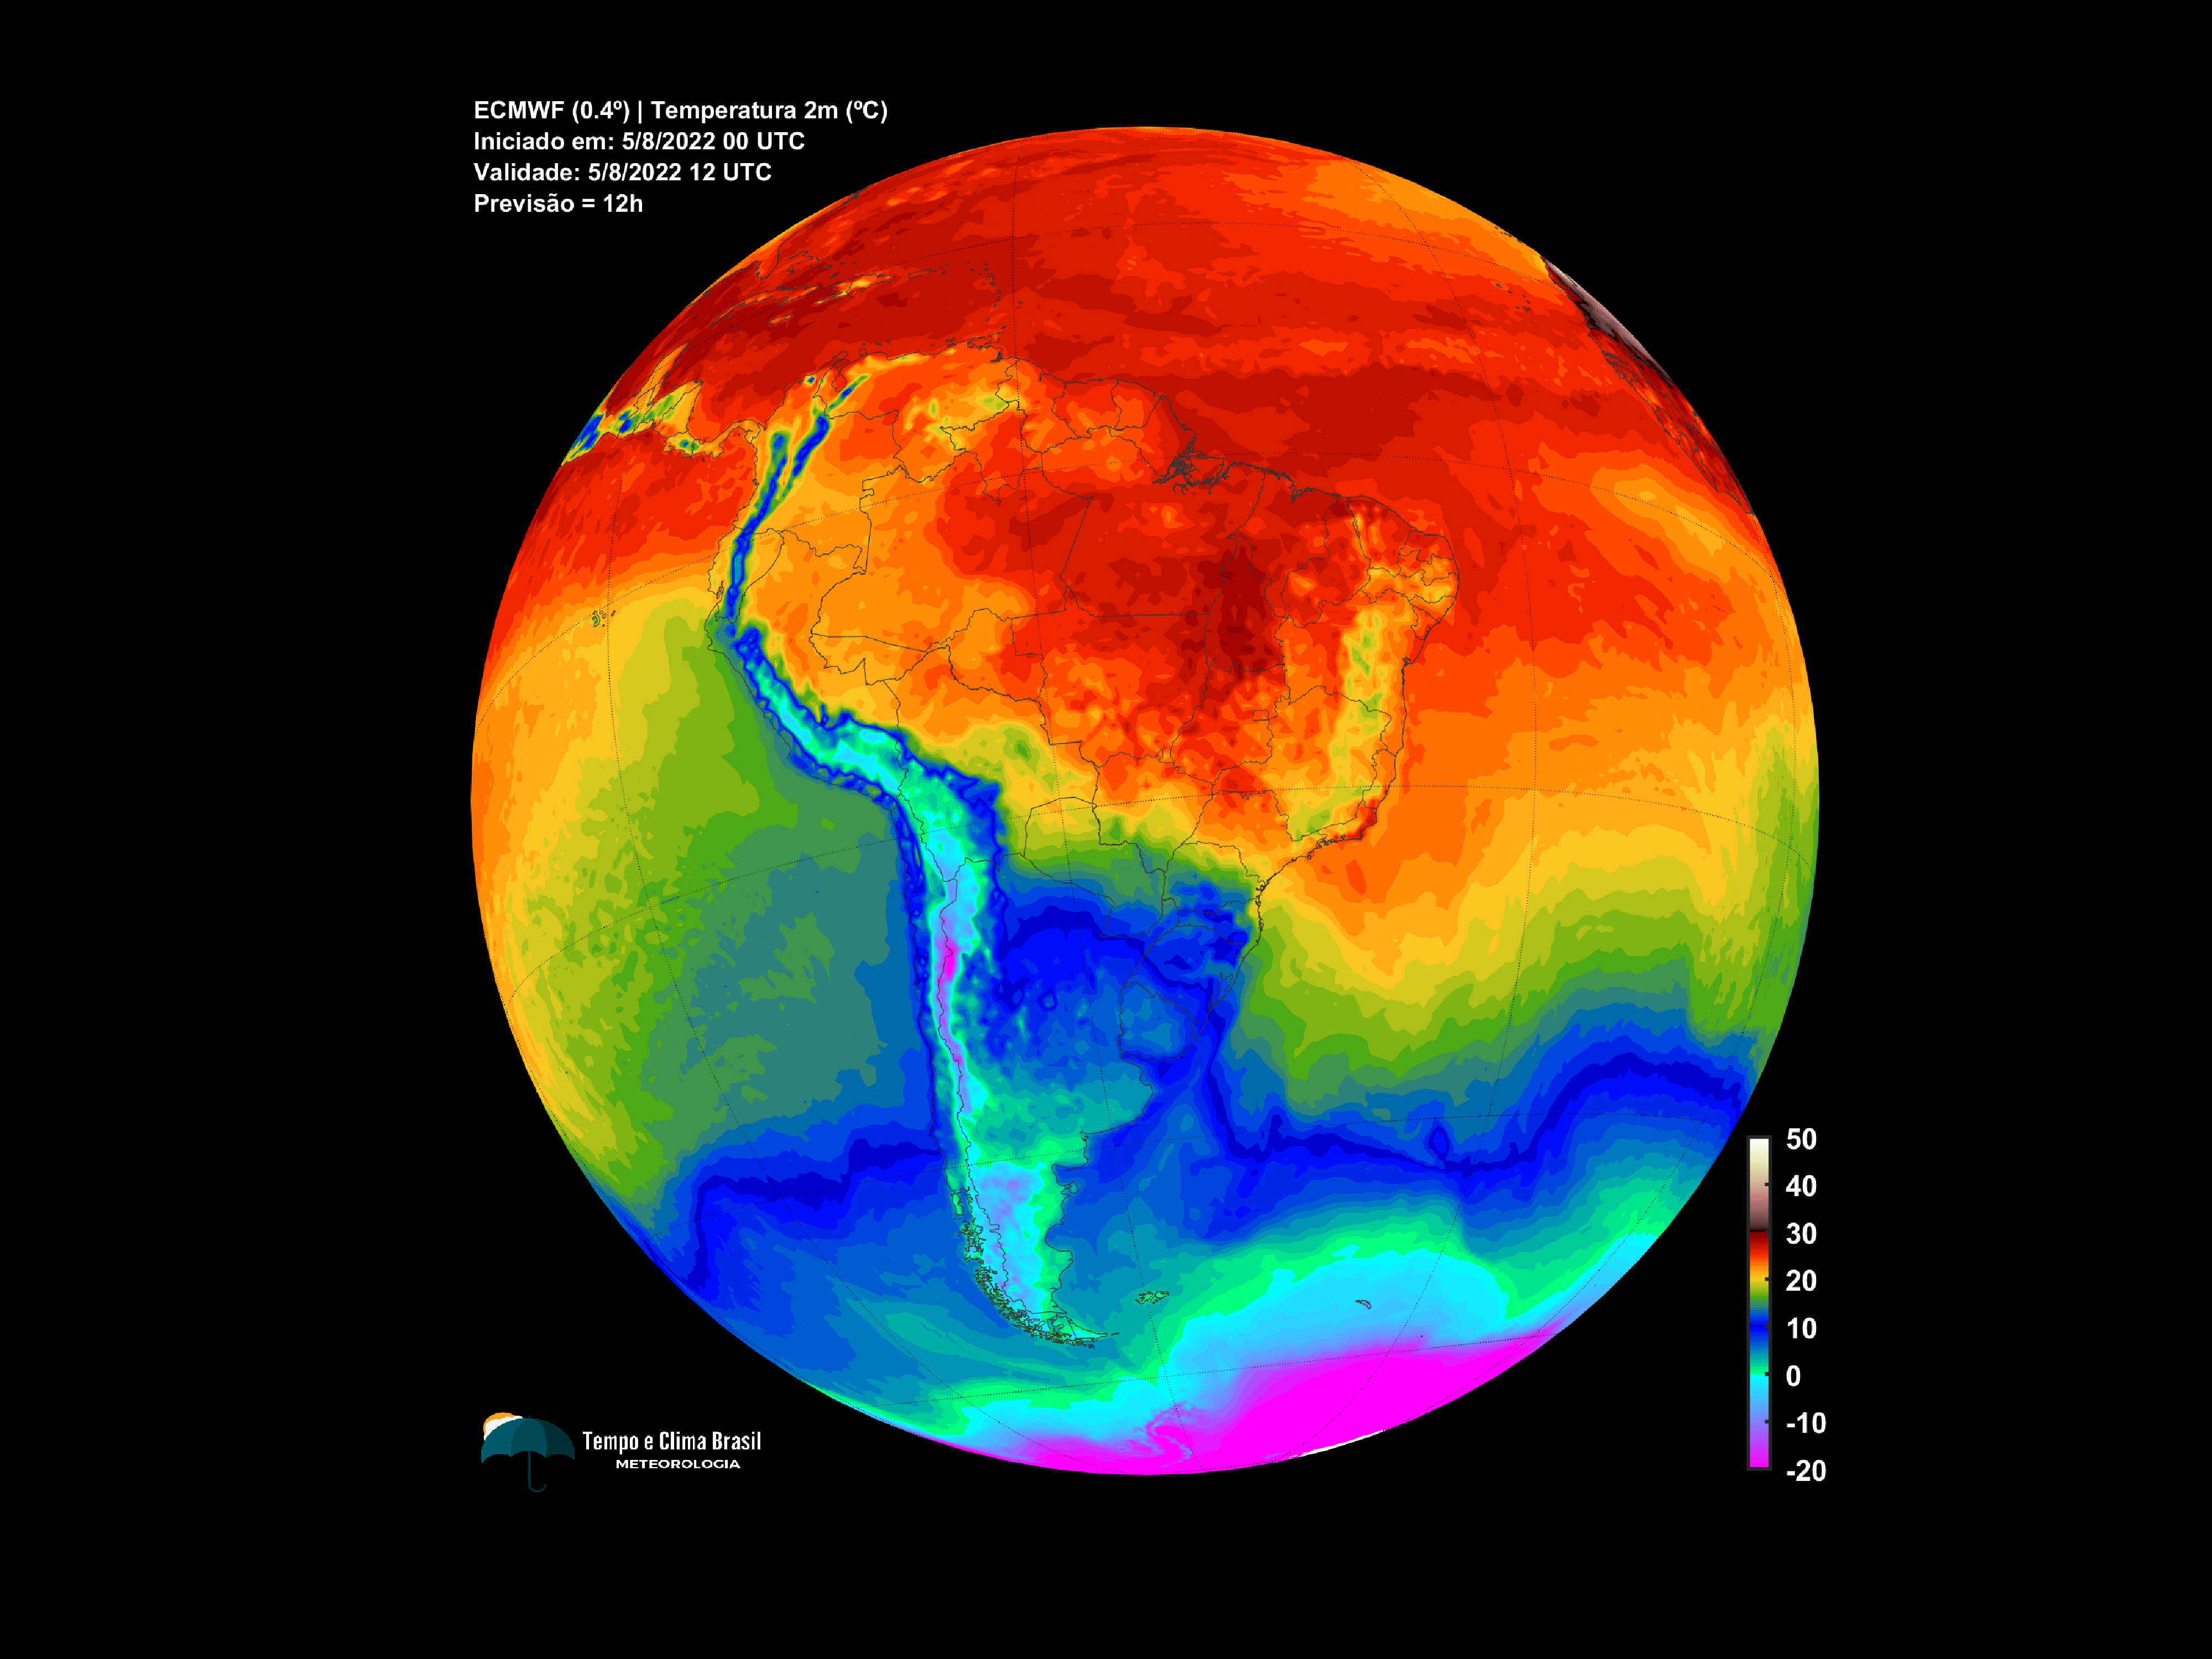 ECMWF (0.4º) | Temperatura 2m (ºC)
Iniciado em: 5/8/2022 00 UTC
Validade: 5/8/2022 12 UTC
Previsão = 12h
50
40
30
20
10
0
-10
-20
Tempo e Clima Brasil
METEOROLOGIA